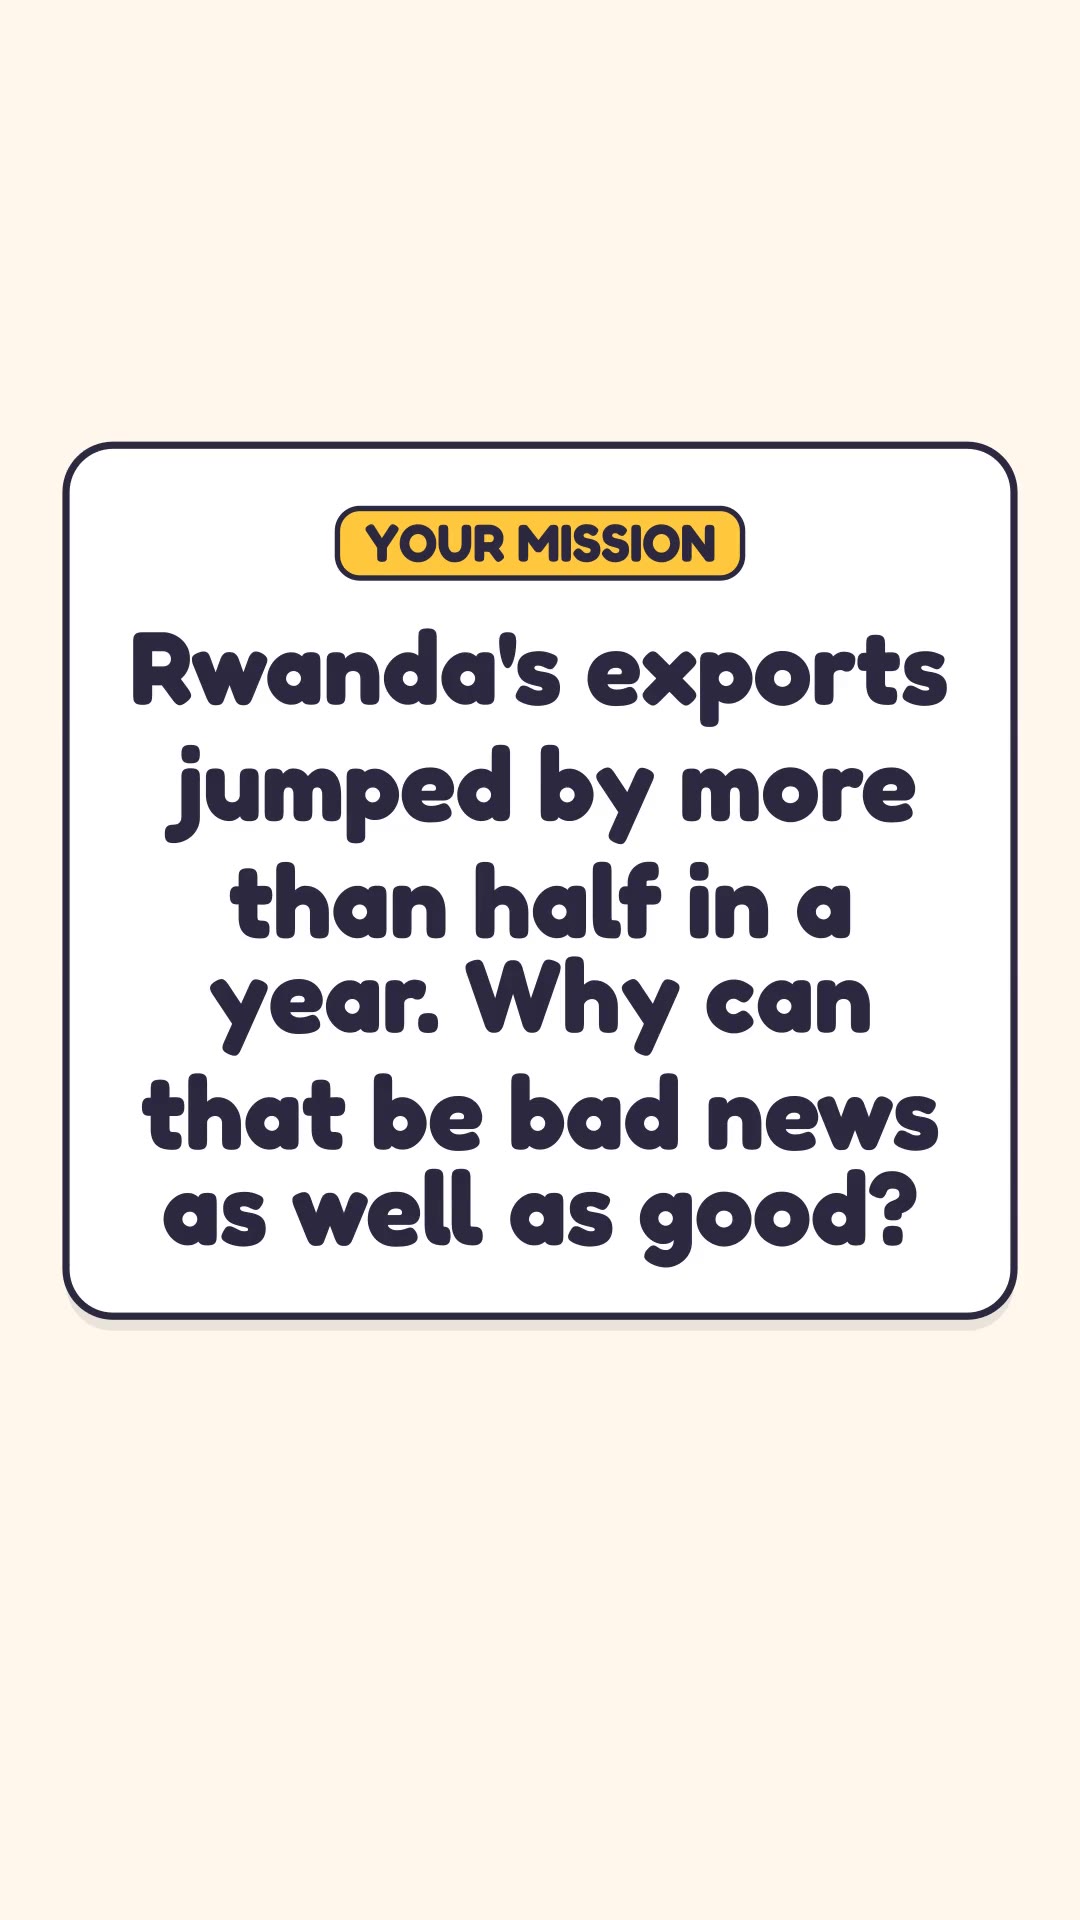 YOUR MISSION
Rwanda's exports
jumped by more
than half in a
year. Why can
that be bad news
as well as good?